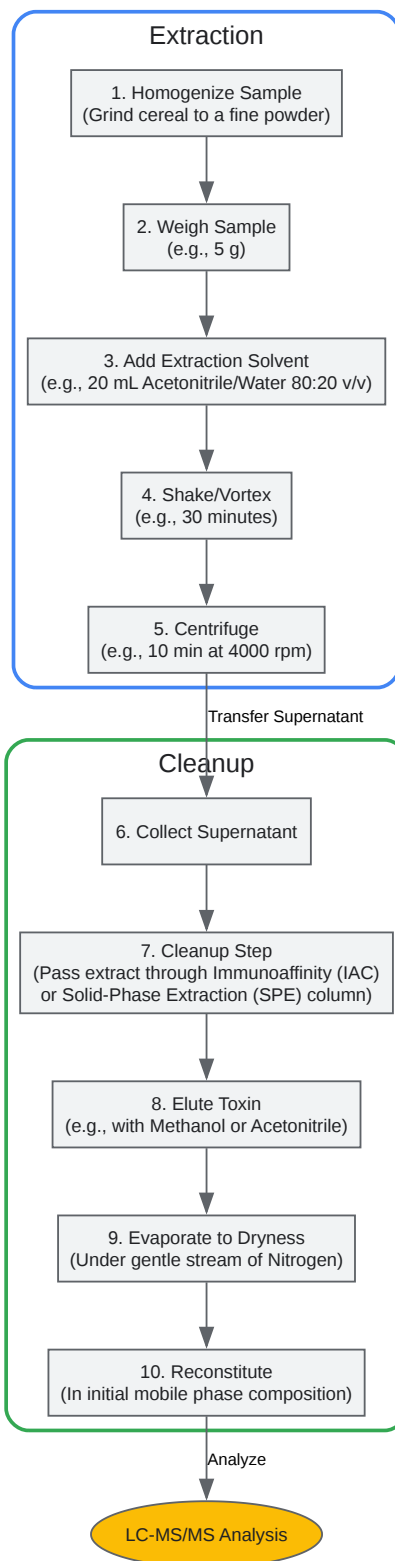 Extraction
1. Homogenize Sample
(Grind cereal to a fine powder)
2. Weigh Sample
(e.g., 5 g)
3. Add Extraction Solvent
(e.g., 20 mL Acetonitrile/Water 80:20 v/v)
4. Shake/Vortex
(e.g., 30 minutes)
5. Centrifuge
(e.g., 10 min at 4000 rpm)
Transfer Supernatant
Cleanup
6. Collect Supernatant
7. Cleanup Step
(Pass extract through Immunoaffinity (IAC)
or Solid-Phase Extraction (SPE) column)
8. Elute Toxin
(e.g., with Methanol or Acetonitrile)
9. Evaporate to Dryness
(Under gentle stream of Nitrogen)
10. Reconstitute
(In initial mobile phase composition)
Analyze
LC-MS/MS Analysis